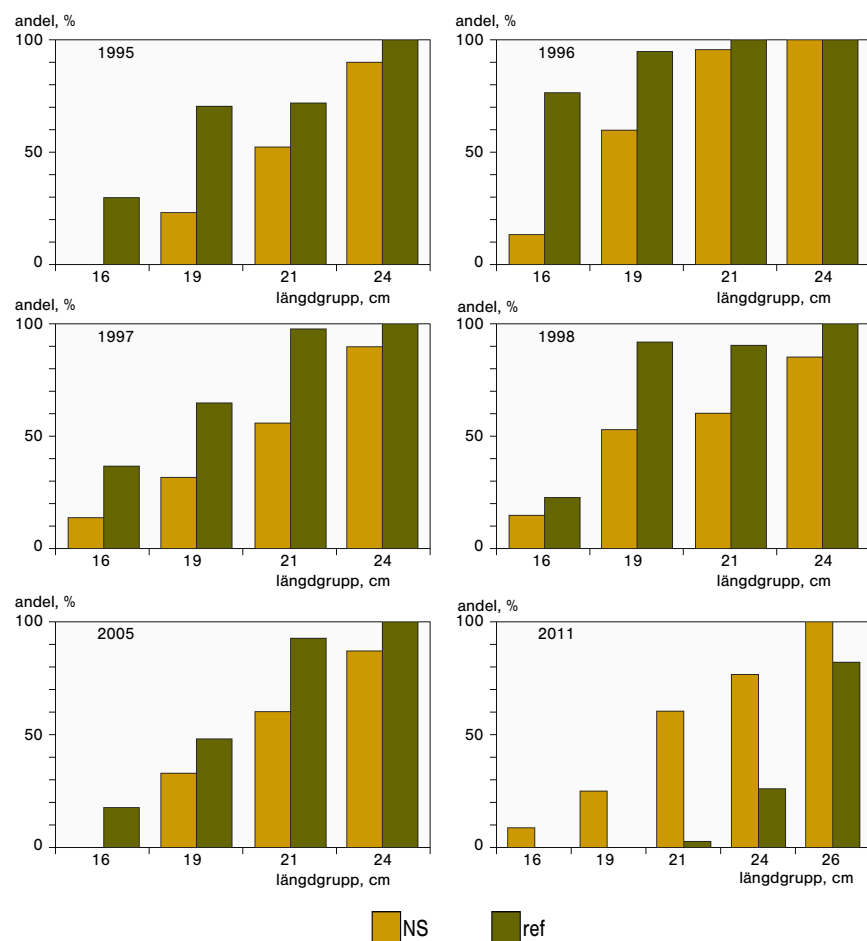 andel, %
100
50
0
1995
16 19 21 24
längdgrupp, cm
andel, %
100
50
0
1996
16 19 21 24
längdgrupp, cm
andel, %
100
50
0
1997
16 19 21 24
längdgrupp, cm
andel, %
100
50
0
1998
16 19 21 24
längdgrupp, cm
andel, %
100
50
0
2005
16 19 21 24
längdgrupp, cm
andel, %
100
50
0
2011
16 19 21 24 26
längdgrupp, cm
NS ref